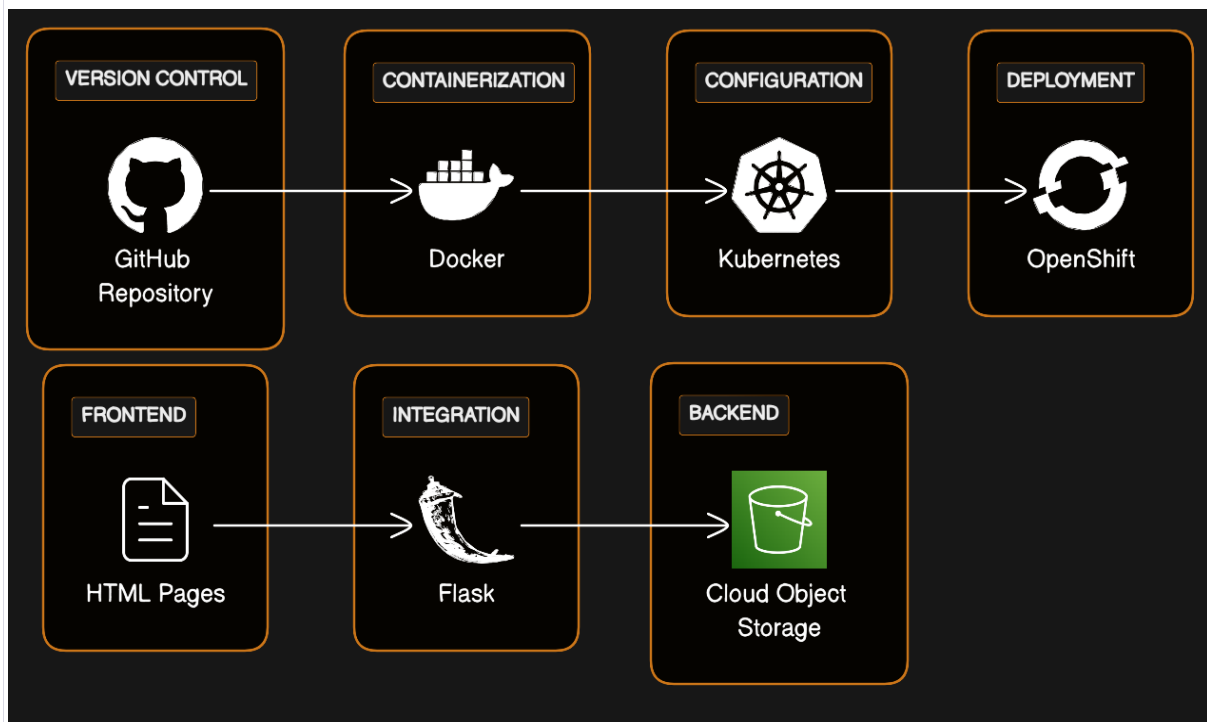 VERSION CONTROL
CONTAINERIZATION
CONFIGURATION
DEPLOYMENT
GitHub
Repository
Docker
Kubernetes
OpenShift
FRONTEND
INTEGRATION
BACKEND
HTML Pages
Flask
Cloud Object
Storage